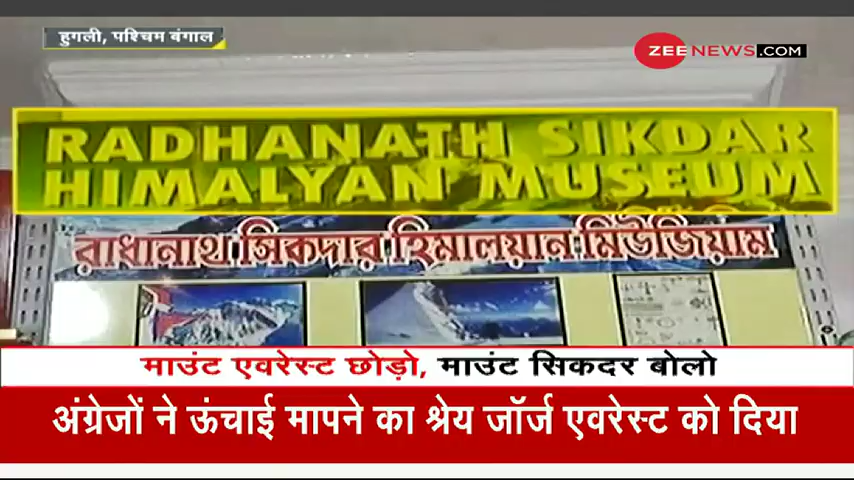 हुगली, पश्चिम बंगाल
ZEENEWS.COM
RADHANATH SIKDAR
HIMALYAN MUSEUM
রাধানাথ সিকদার হিমালয়ান মিউজিয়াম
माउंट एवरेस्ट छोड़ो, माउंट सिकदर बोलो
अंग्रेजों ने ऊंचाई मापने का श्रेय जॉर्ज एवरेस्ट को दिया